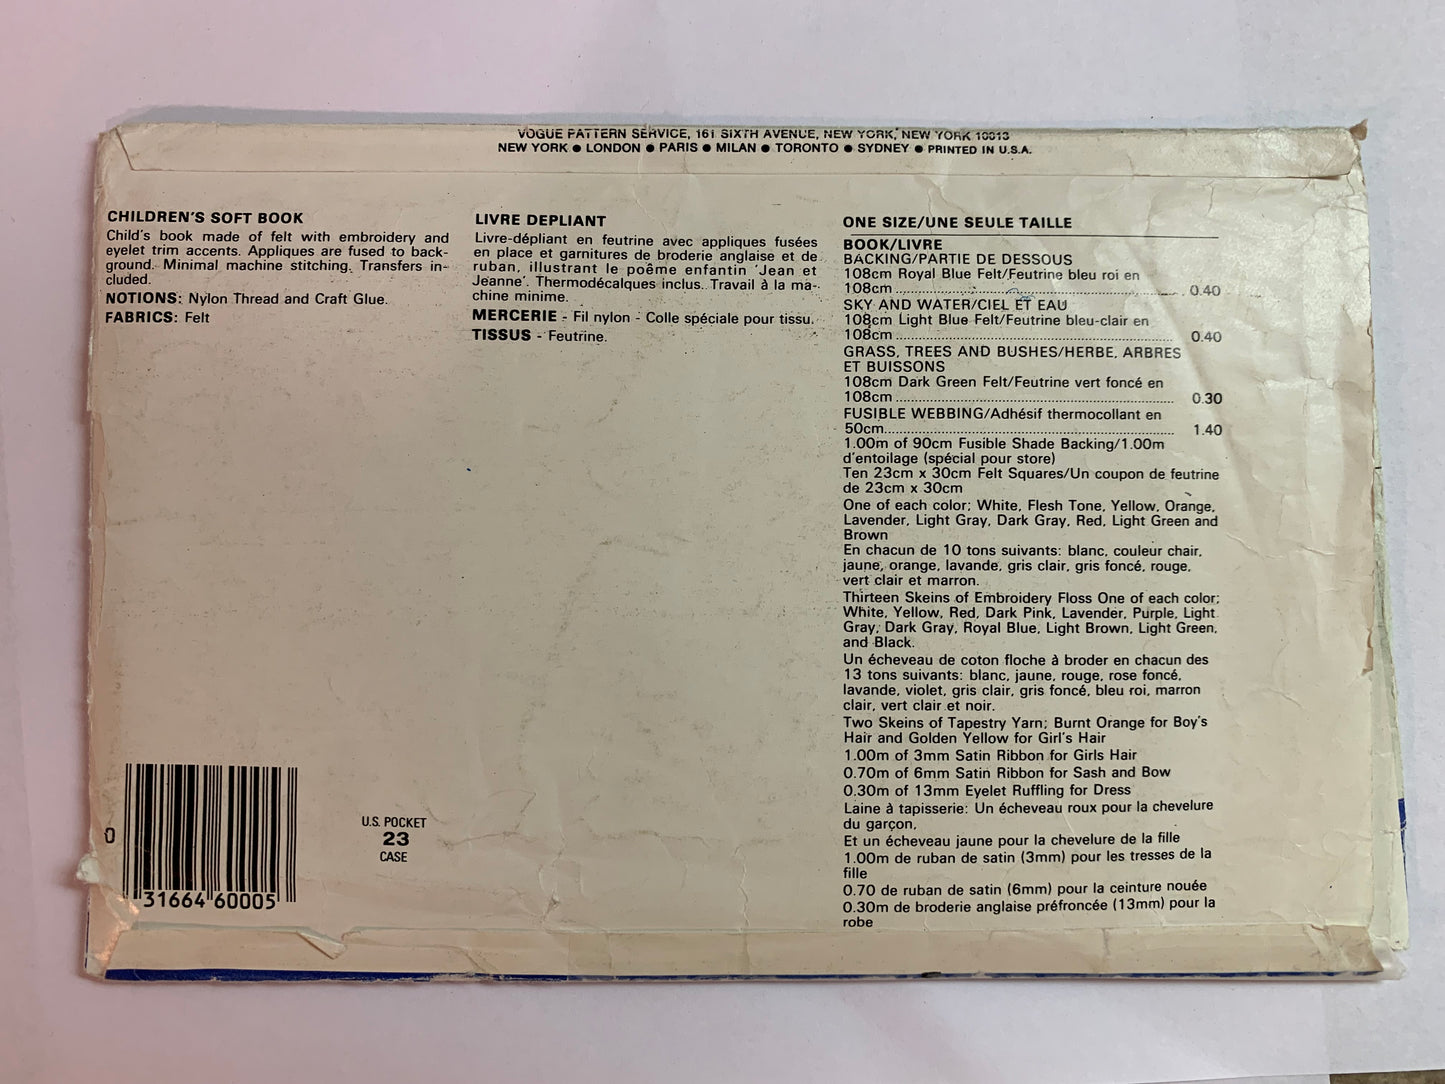 VOGUE PATTERN SERVICE, 161 SIXTH AVENUE, NEW YORK, NEW YORK 10013
NEW YORK ● LONDON ● PARIS ● MILAN ● TORONTO ● SYDNEY ● PRINTED IN U.S.A.
CHILDREN'S SOFT BOOK
Child's book made of felt with embroidery and
eyelet trim accents. Appliques are fused to back-
ground. Minimal machine stitching. Transfers in-
cluded.
NOTIONS: Nylon Thread and Craft Glue.
FABRICS: Felt
LIVRE DEPLIANT
Livre-dépliant en feutrine avec appliques fusées
en place et garnitures de broderie anglaise et de
ruban, illustrant le poême enfantin 'Jean et
Jeanne'. Thermodécalques inclus. Travail à la ma-
chine minime.
MERCERIE - Fil nylon - Colle spéciale pour tissu.
TISSUS - Feutrine.
ONE SIZE/UNE SEULE TAILLE
BOOK/LIVRE
BACKING/PARTIE DE DESSOUS
108cm Royal Blue Felt/Feutrine bleu roi en
108cm ........ 0.40
SKY AND WATER/CIEL ET EAU
108cm Light Blue Felt/Feutrine bleu-clair en
108cm ........ 0.40
GRASS, TREES AND BUSHES/HERBE, ARBRES
ET BUISSONS
108cm Dark Green Felt/Feutrine vert foncé en
108cm ........ 0.30
FUSIBLE WEBBING/Adhésif thermocollant en
50cm ........ 1.40
1.00m of 90cm Fusible Shade Backing/1.00m
d'entoilage (spécial pour store)
Ten 23cm x 30cm Felt Squares/Un coupon de feutrine
de 23cm x 30cm
One of each color; White, Flesh Tone, Yellow, Orange,
Lavender, Light Gray, Dark Gray, Red, Light Green and
Brown
En chacun de 10 tons suivants: blanc, couleur chair,
jaune, orange, lavande, gris clair, gris foncé, rouge,
vert clair et marron.
Thirteen Skeins of Embroidery Floss One of each color;
White, Yellow, Red, Dark Pink, Lavender, Purple, Light
Gray, Dark Gray, Royal Blue, Light Brown, Light Green,
and Black.
Un écheveau de coton floche à broder en chacun des
13 tons suivants: blanc, jaune, rouge, rose foncé,
lavande, violet, gris clair, gris foncé, bleu roi, marron
clair, vert clair et noir.
Two Skeins of Tapestry Yarn; Burnt Orange for Boy's
Hair and Golden Yellow for Girl's Hair
1.00m of 3mm Satin Ribbon for Girls Hair
0.70m of 6mm Satin Ribbon for Sash and Bow
0.30m of 13mm Eyelet Ruffling for Dress
Laine à tapisserie: Un écheveau roux pour la chevelure
du garçon,
Et un écheveau jaune pour la chevelure de la fille
1.00m de ruban de satin (3mm) pour les tresses de la
fille
0.70 de ruban de satin (6mm) pour la ceinture nouée
0.30m de broderie anglaise préfroncée (13mm) pour la
robe
U.S. POCKET
23
CASE
0
31664 60005